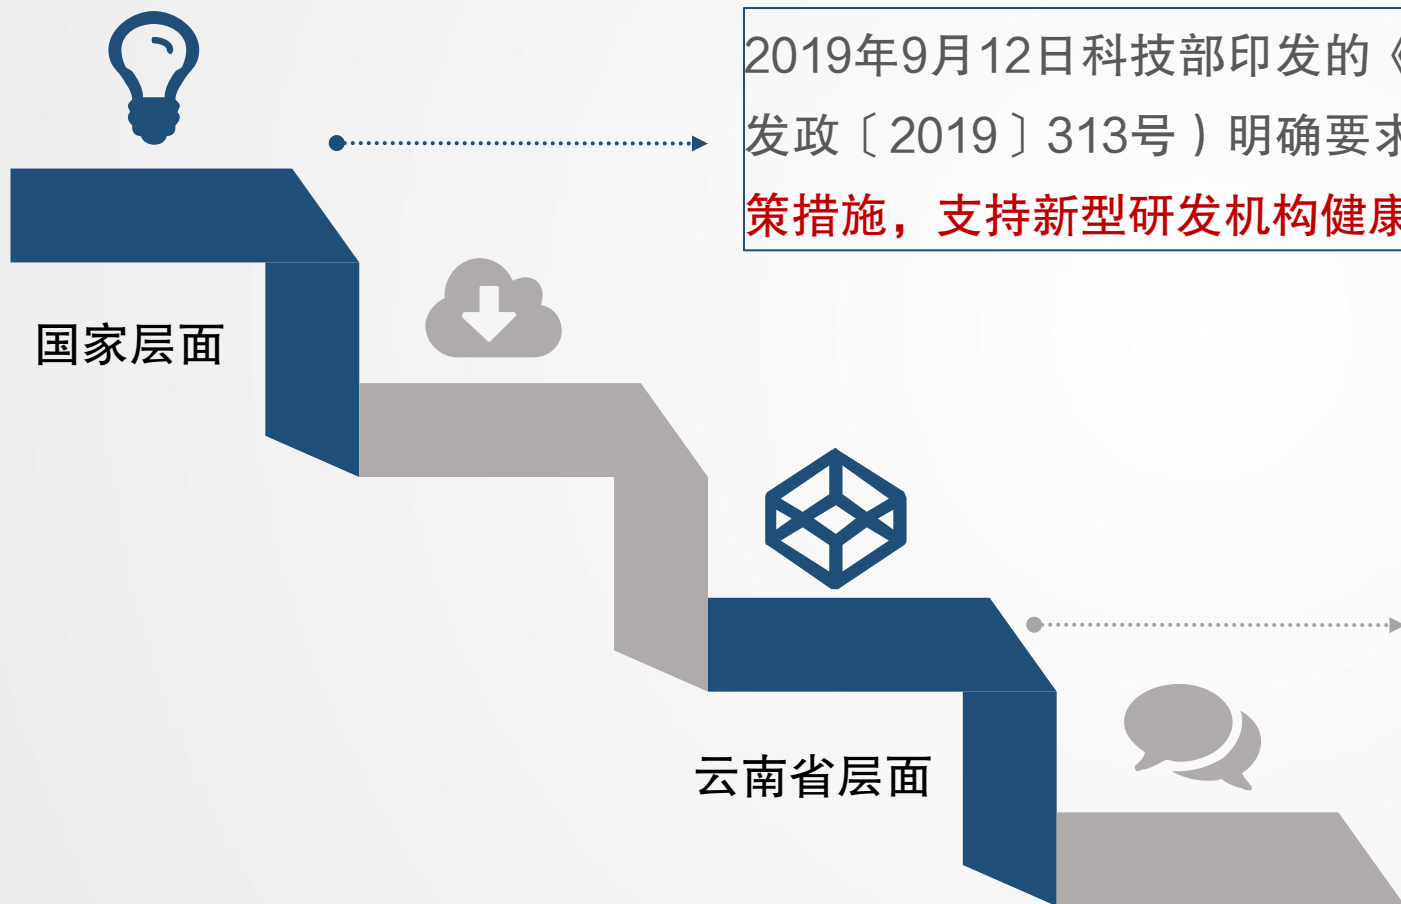 2019年9月12日科技部印发的《
发政〔2019〕313号）明确要求
策措施，支持新型研发机构健康
国家层面
云南省层面